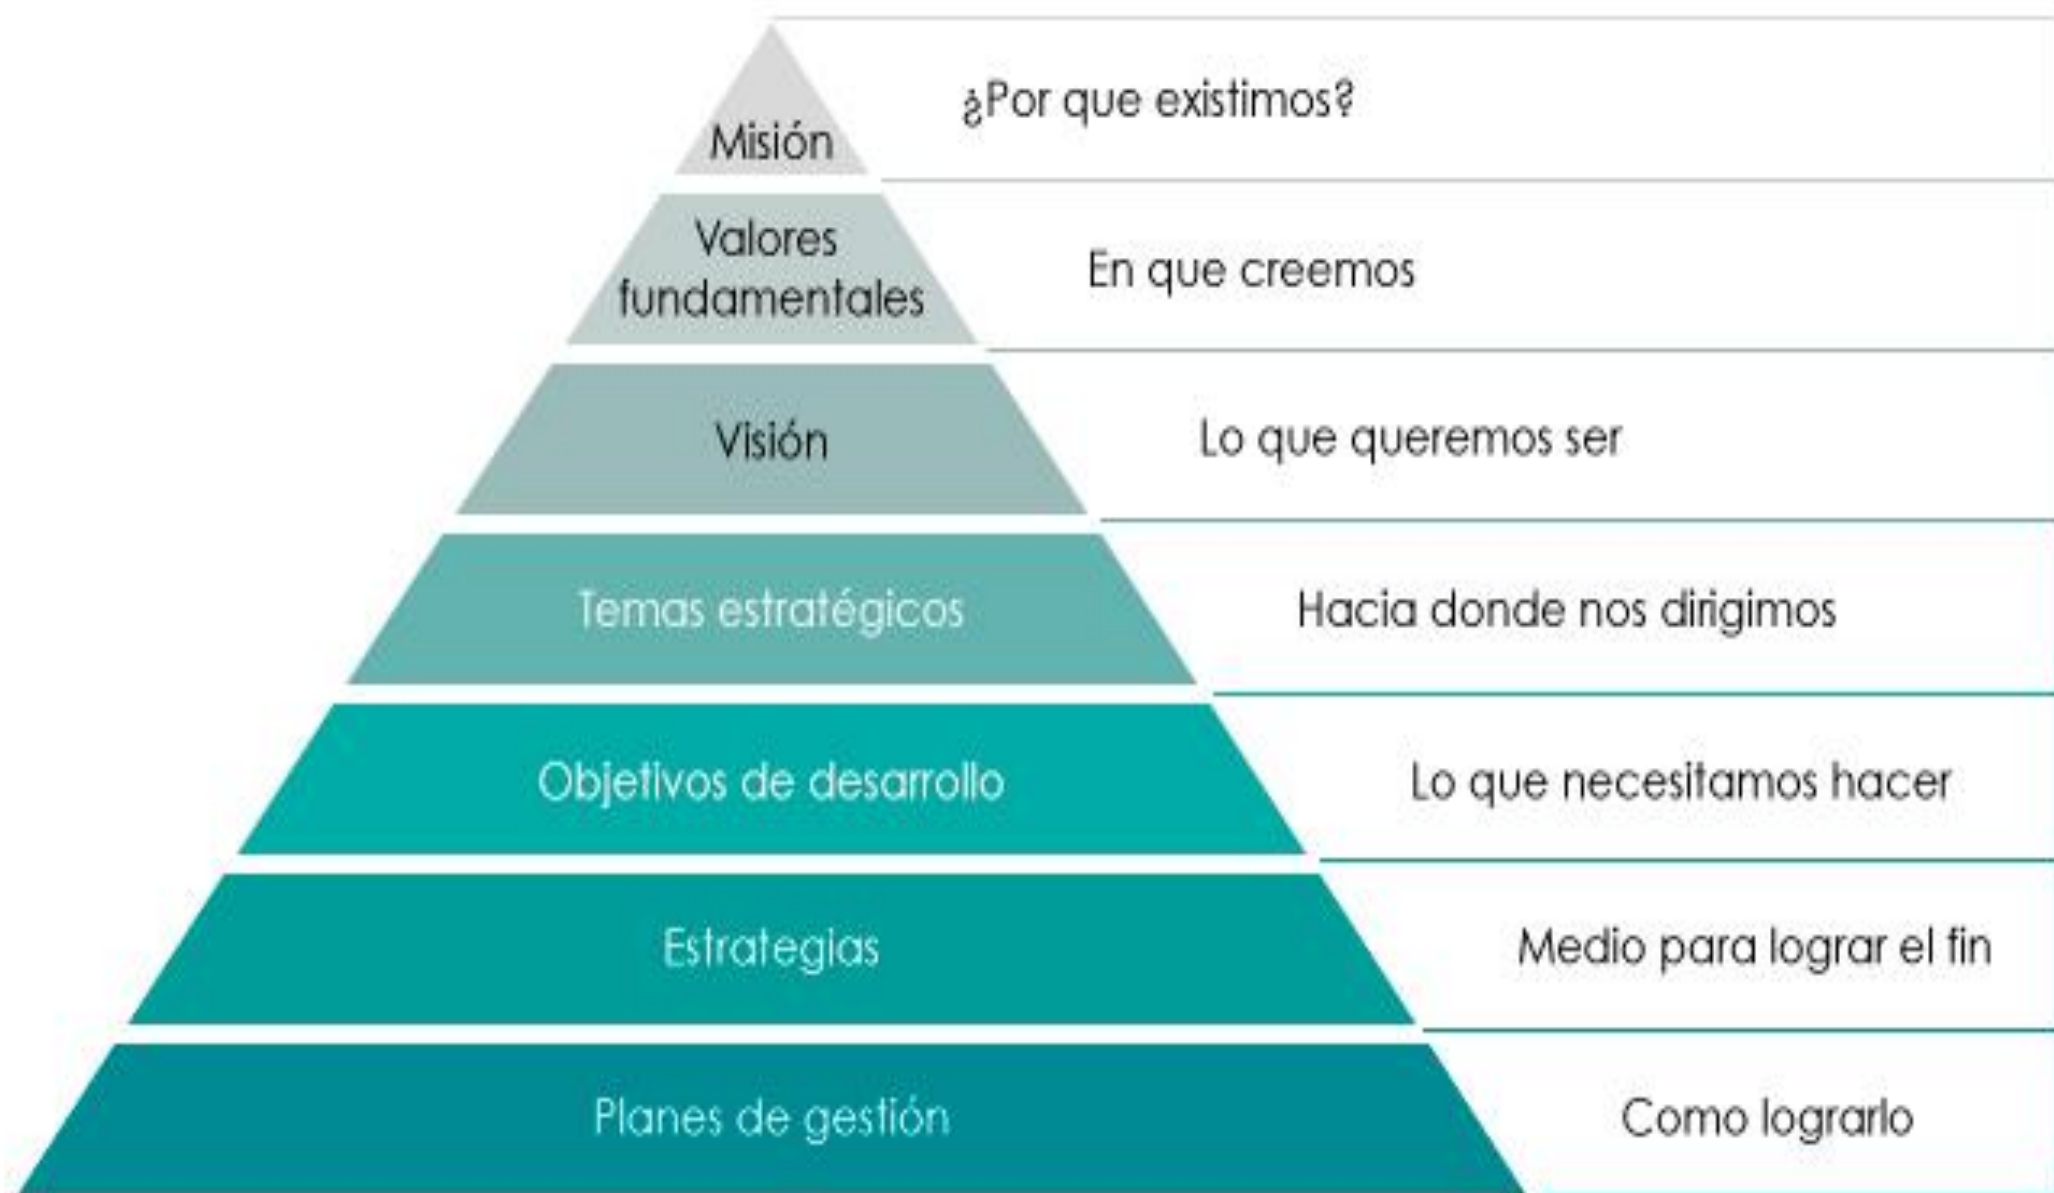 ¿Por que existimos?
Misión
Valores
fundamentales
En que creemos
Visión
Lo que queremos ser
Temas estratégicos
Hacia donde nos dirigimos
Objetivos de desarrollo
Lo que necesitamos hacer
Estrategias
Medio para lograr el fin
Planes de gestión
Como lograrlo